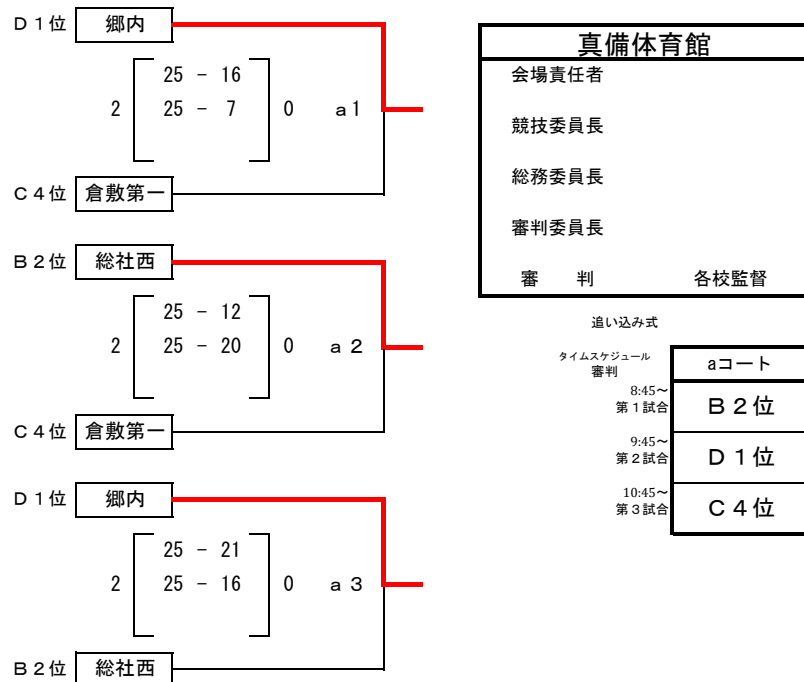 D1位 郷内
25 - 16
2 25 - 7 0 a1
C4位 倉敷第一
B2位 総社西
25 - 12
2 25 - 20 0 a2
C4位 倉敷第一
D1位 郷内
25 - 21
2 25 - 16 0 a3
B2位 総社西
真備体育館
会場責任者
競技委員長
総務委員長
審判委員長
審 判 各校監督
追い込み式
タイムスケジュール
審判
aコート
8:45~
第1試合
B2位
9:45~
第2試合
D1位
10:45~
第3試合
C4位